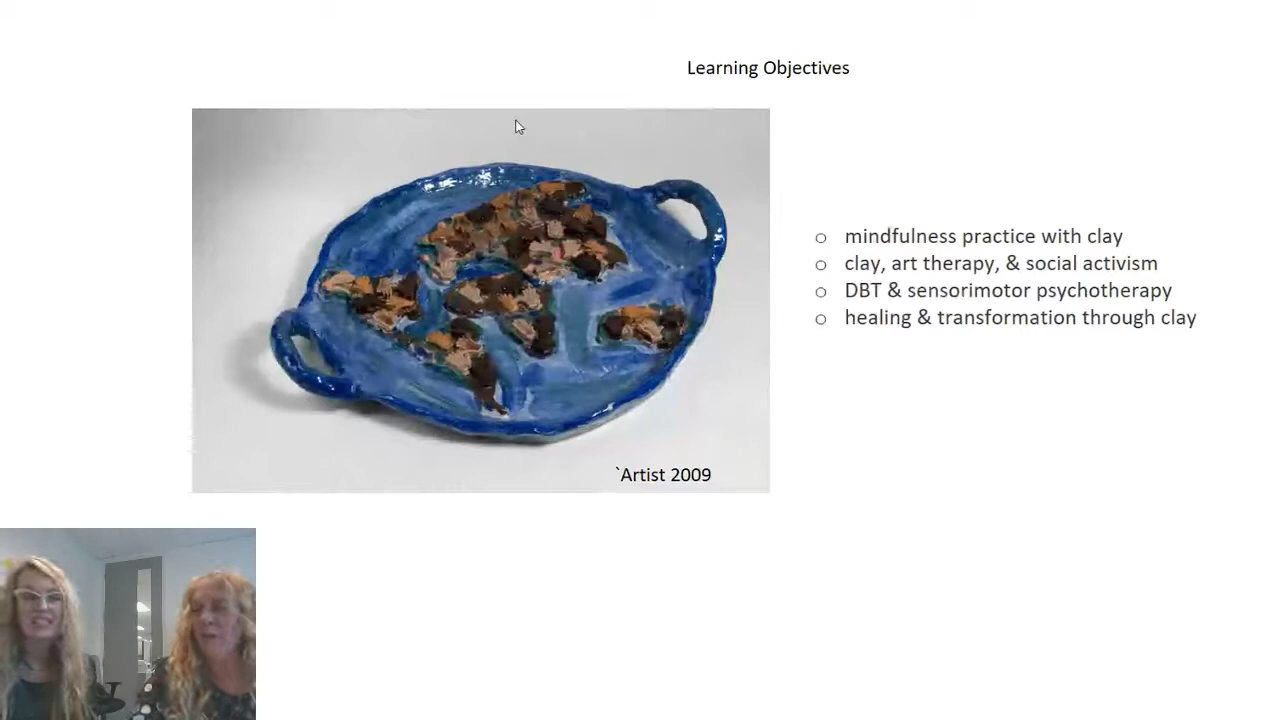 Learning Objectives
o mindfulness practice with clay
o clay, art therapy, & social activism
o DBT & sensorimotor psychotherapy
o healing & transformation through clay
`Artist 2009